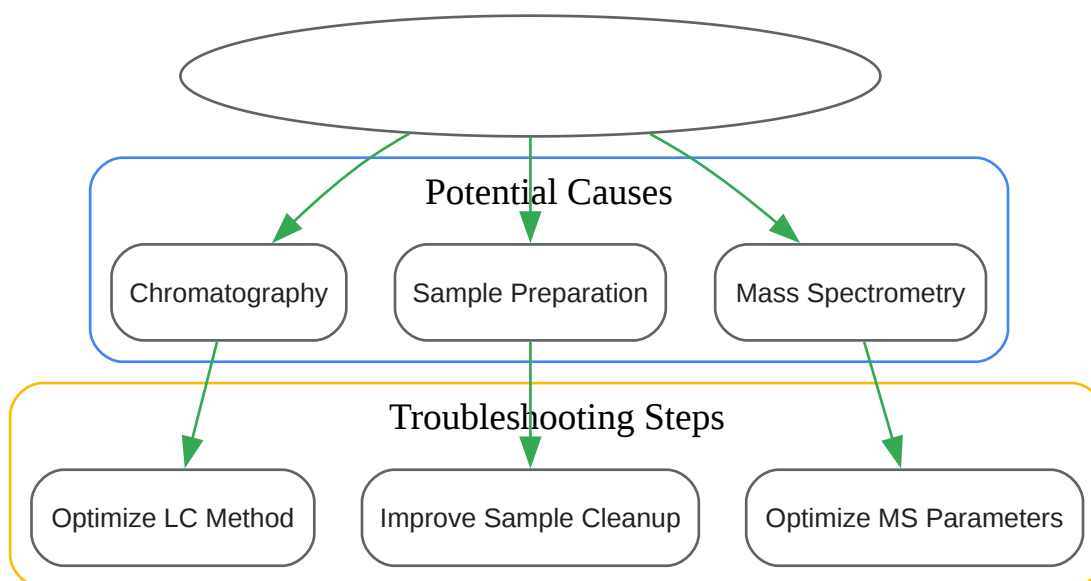 Potential Causes
Chromatography
Sample Preparation
Mass Spectrometry
Troubleshooting Steps
Optimize LC Method
Improve Sample Cleanup
Optimize MS Parameters